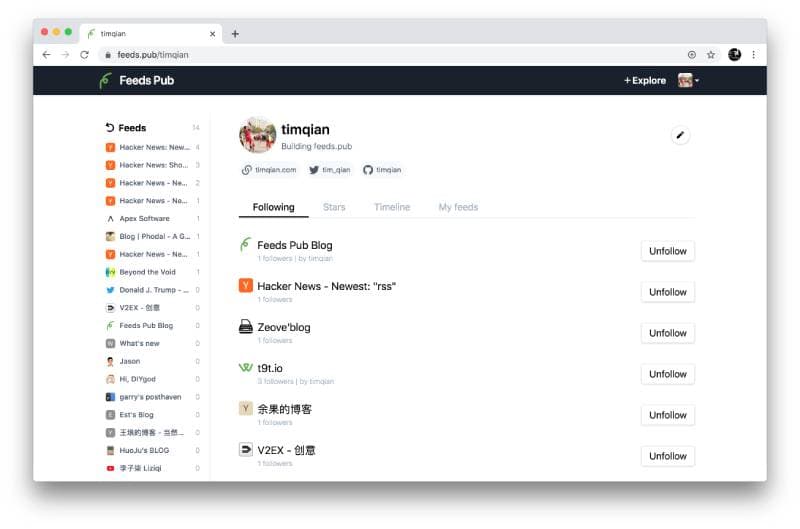 timqian
feeds.pub/timqian
Feeds Pub
+ Explore
Feeds 14
Hacker News: New... 4
Hacker News: Sho... 3
Hacker News - Ne... 2
Hacker News - Ne... 1
Apex Software 1
Blog | Phodal - A G... 1
Hacker News - Ne... 1
Beyond the Void 1
Donald J. Trump - ... 0
V2EX - 创意 0
Feeds Pub Blog 0
W What's new 0
Jason 0
Hi, DIYgod 0
garry's posthaven 0
E Est's Blog 0
Y 王垠的博客 - 当然... 0
HuoJu's BLOG 0
李子柒 Liziqi 0
timqian
Building feeds.pub
timqian.com tim_qian timqian
Following Stars Timeline My feeds
Feeds Pub Blog
1 followers | by timqian
Unfollow
Y Hacker News - Newest: "rss"
1 followers
Unfollow
Zeove'blog
1 followers
Unfollow
t9t.io
3 followers | by timqian
Unfollow
Y 余果的博客
1 followers
Unfollow
V2EX - 创意
1 followers
Unfollow